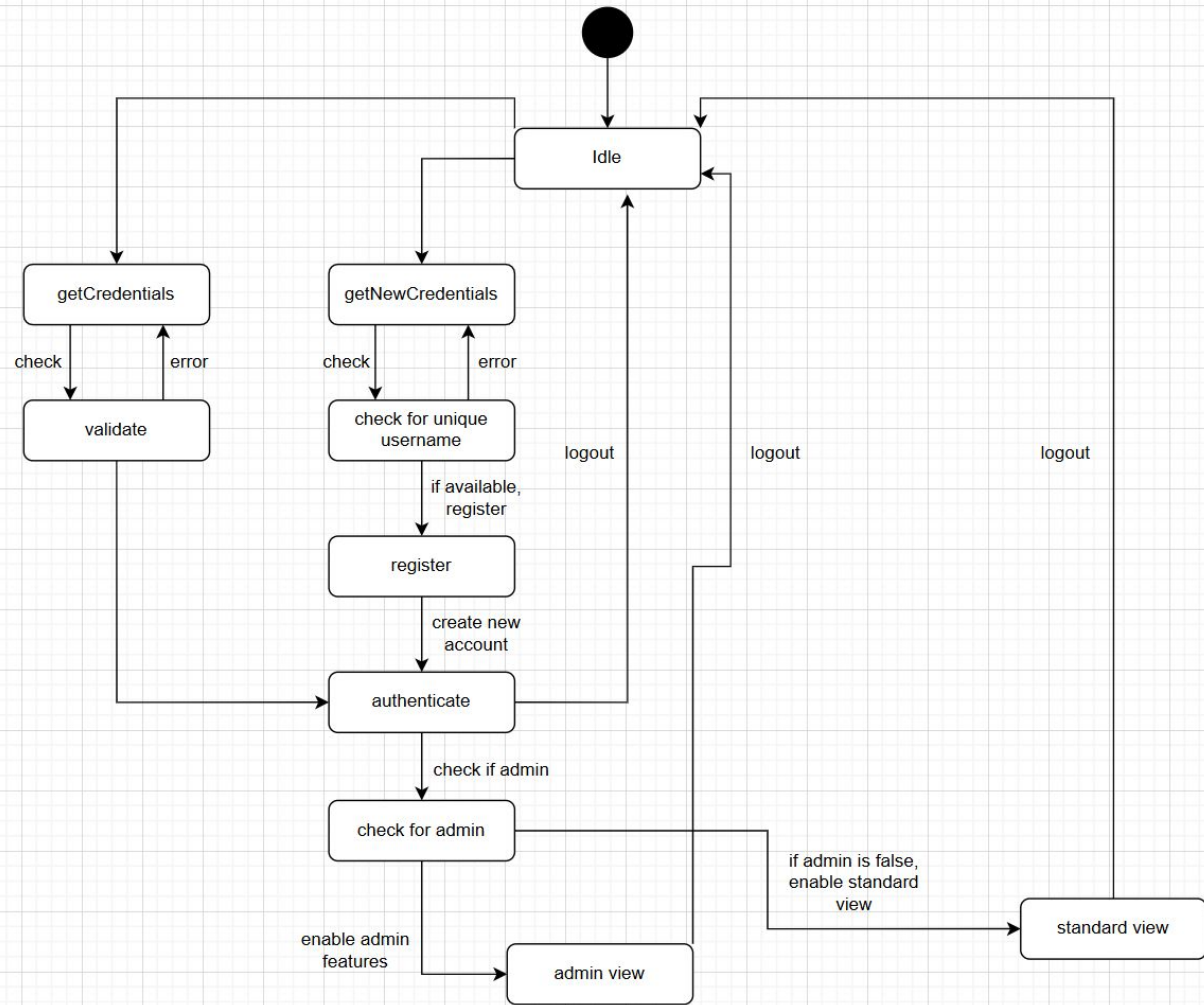 Idle
getCredentials
getNewCredentials
check
error
check
error
validate
check for unique
username
logout
logout
logout
if available,
register
register
create new
account
authenticate
check if admin
check for admin
if admin is false,
enable standard
view
standard view
enable admin
features
admin view